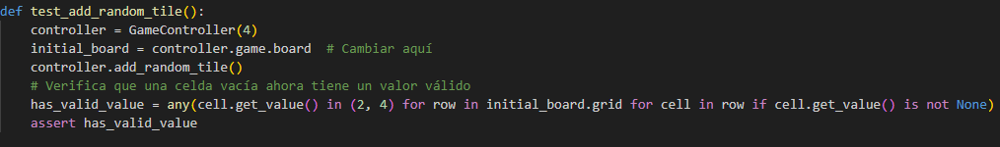 def test_add_random_tile():
    controller = GameController(4)
    initial_board = controller.game.board  # Cambiar aquí
    controller.add_random_tile()
    # Verifica que una celda vacía ahora tiene un valor válido
    has_valid_value = any(cell.get_value() in (2, 4) for row in initial_board.grid for cell in row if cell.get_value() is not None)
    assert has_valid_value